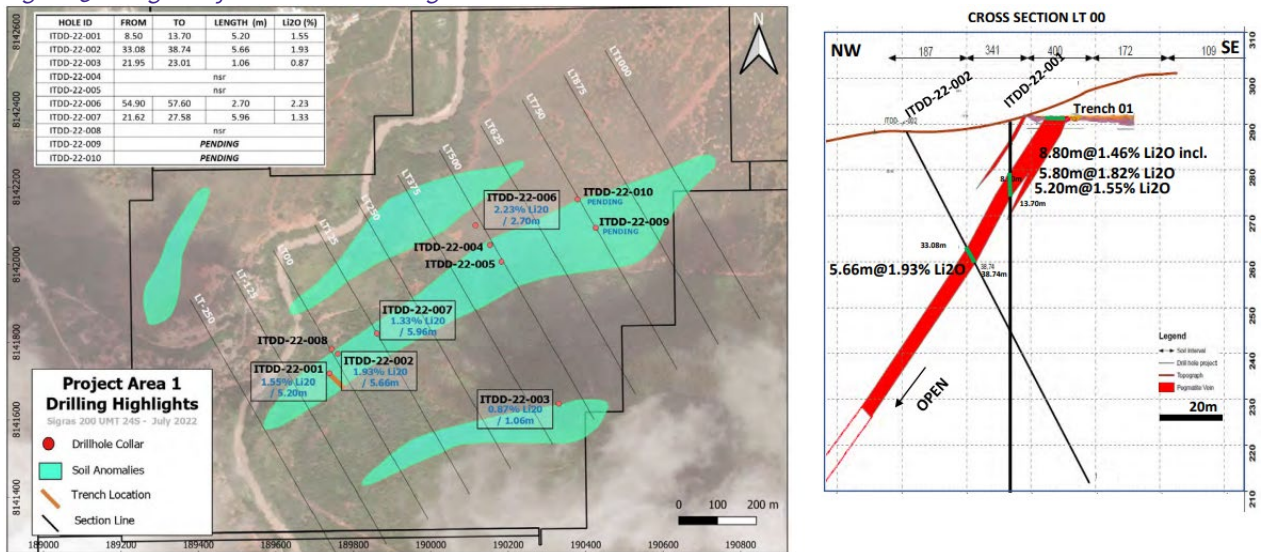 HOLE ID FROM TO LENGTH (m) Li2O (%)
ITDD-22-001 8.50 13.70 5.20 1.55
ITDD-22-002 33.08 38.74 5.66 1.93
ITDD-22-003 21.95 23.01 1.06 0.87
ITDD-22-004 nsr
ITDD-22-005 nsr
ITDD-22-006 54.90 57.60 2.70 2.23
ITDD-22-007 21.62 27.58 5.96 1.33
ITDD-22-008 nsr
ITDD-22-009 PENDING
ITDD-22-010 PENDING
N
8142600
8142400
8142200
8142000
8141800
8141600
8141400
LT1000
LT875
LT750
LT625
LT500
LT375
LT250
LT00
LT-125
LT-250
ITDD-22-006
2.23% Li20
/ 2.70m
ITDD-22-010
PENDING
ITDD-22-009
PENDING
ITDD-22-004
ITDD-22-005
ITDD-22-007
1.33% Li20
/ 5.96m
ITDD-22-008
ITDD-22-002
1.93% Li20
/ 5.66m
ITDD-22-001
1.55% Li20
/ 5.20m
ITDD-22-003
0.87% Li20
/ 1.06m
Project Area 1
Drilling Highlights
Sigras 200 UMT 24S - July 2022
Drillhole Collar
Soil Anomalies
Trench Location
Section Line
0 100 200 m
189000 189200 189400 189600 189800 190000 190200 190400 190600 190800
CROSS SECTION LT 00
NW
187 341 400 172 109
SE
ITDD-22-002
ITDD-22-001
Trench 01
8.80m@1.46% Li2O incl.
5.80m@1.82% Li2O
5.20m@1.55% Li2O
13.70m
33.08m
5.66m@1.93% Li2O
38,74
38.74m
OPEN
Legend
Soil Interval
Drill hole project
Topograph
Pegmatite Vein
20m
310
300
290
280
270
260
250
240
230
220
210